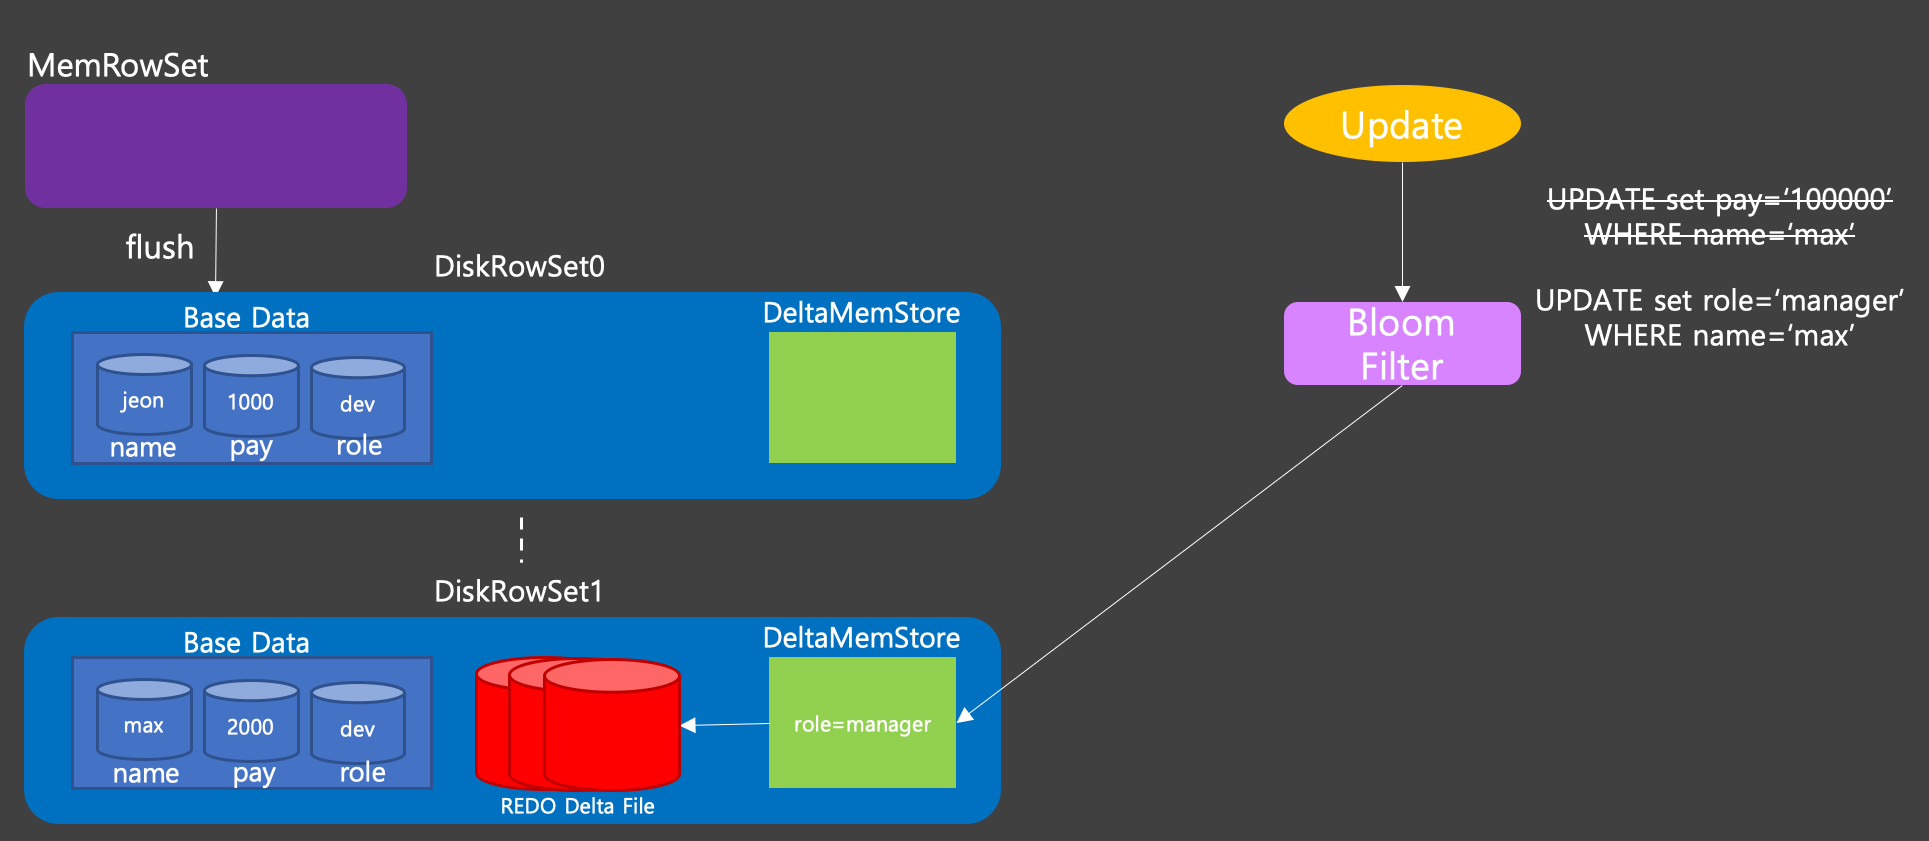 MemRowSet
flush
DiskRowSet0
Base Data
DeltaMemStore
jeon
1000
dev
name
pay
role
DiskRowSet1
Base Data
DeltaMemStore
max
2000
dev
name
pay
role
REDO Delta File
role=manager
Update
Bloom
Filter
UPDATE set pay=‘100000’
WHERE name=‘max’
UPDATE set role=‘manager’
WHERE name=‘max’